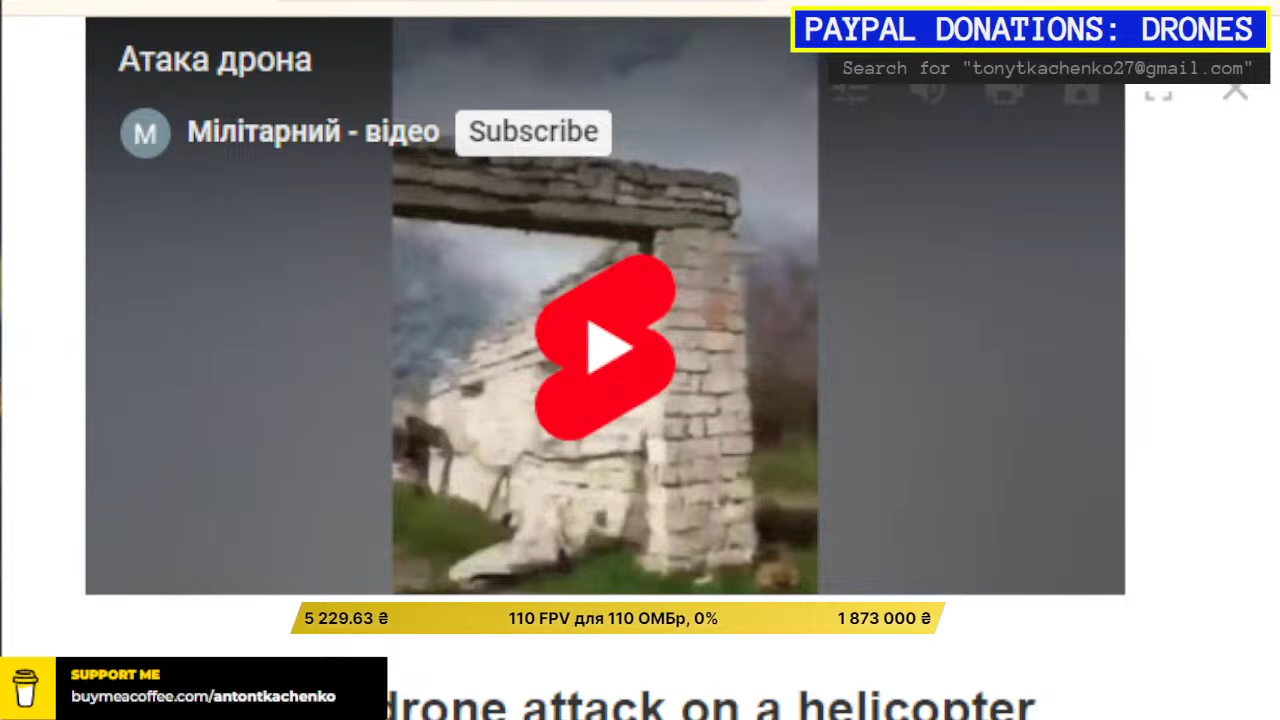 PAYPAL DONATIONS: DRONES
Search for "tonytkachenko27@gmail.com"
Атака дрона
М
Мілітарний - відео
Subscribe
5 229.63 ₴
110 FPV для 110 ОМБр, 0%
1 873 000 ₴
SUPPORT ME
buymeacoffee.com/antontkachenko
drone attack on a helicopter